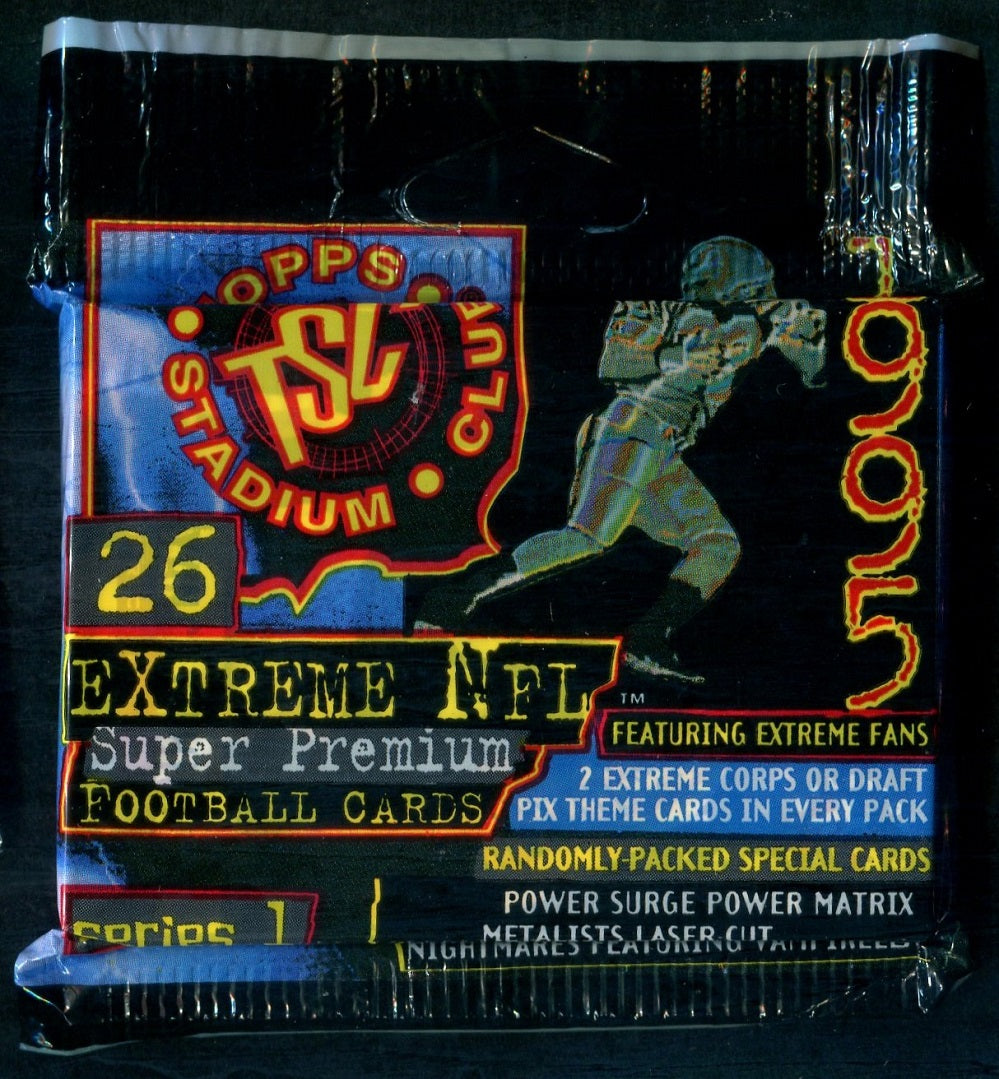 TOPPS
STADIUM
CLUB®
TSC
1995
26
EXTREME NFL
TM
Super Premium
FOOTBALL CARDS
FEATURING EXTREME FANS
2 EXTREME CORPS OR DRAFT
PIX THEME CARDS IN EVERY PACK
RANDOMLY-PACKED SPECIAL CARDS
POWER SURGE POWER MATRIX
METALISTS LASER CUT
NIGHTMARES FEATURING
series 1